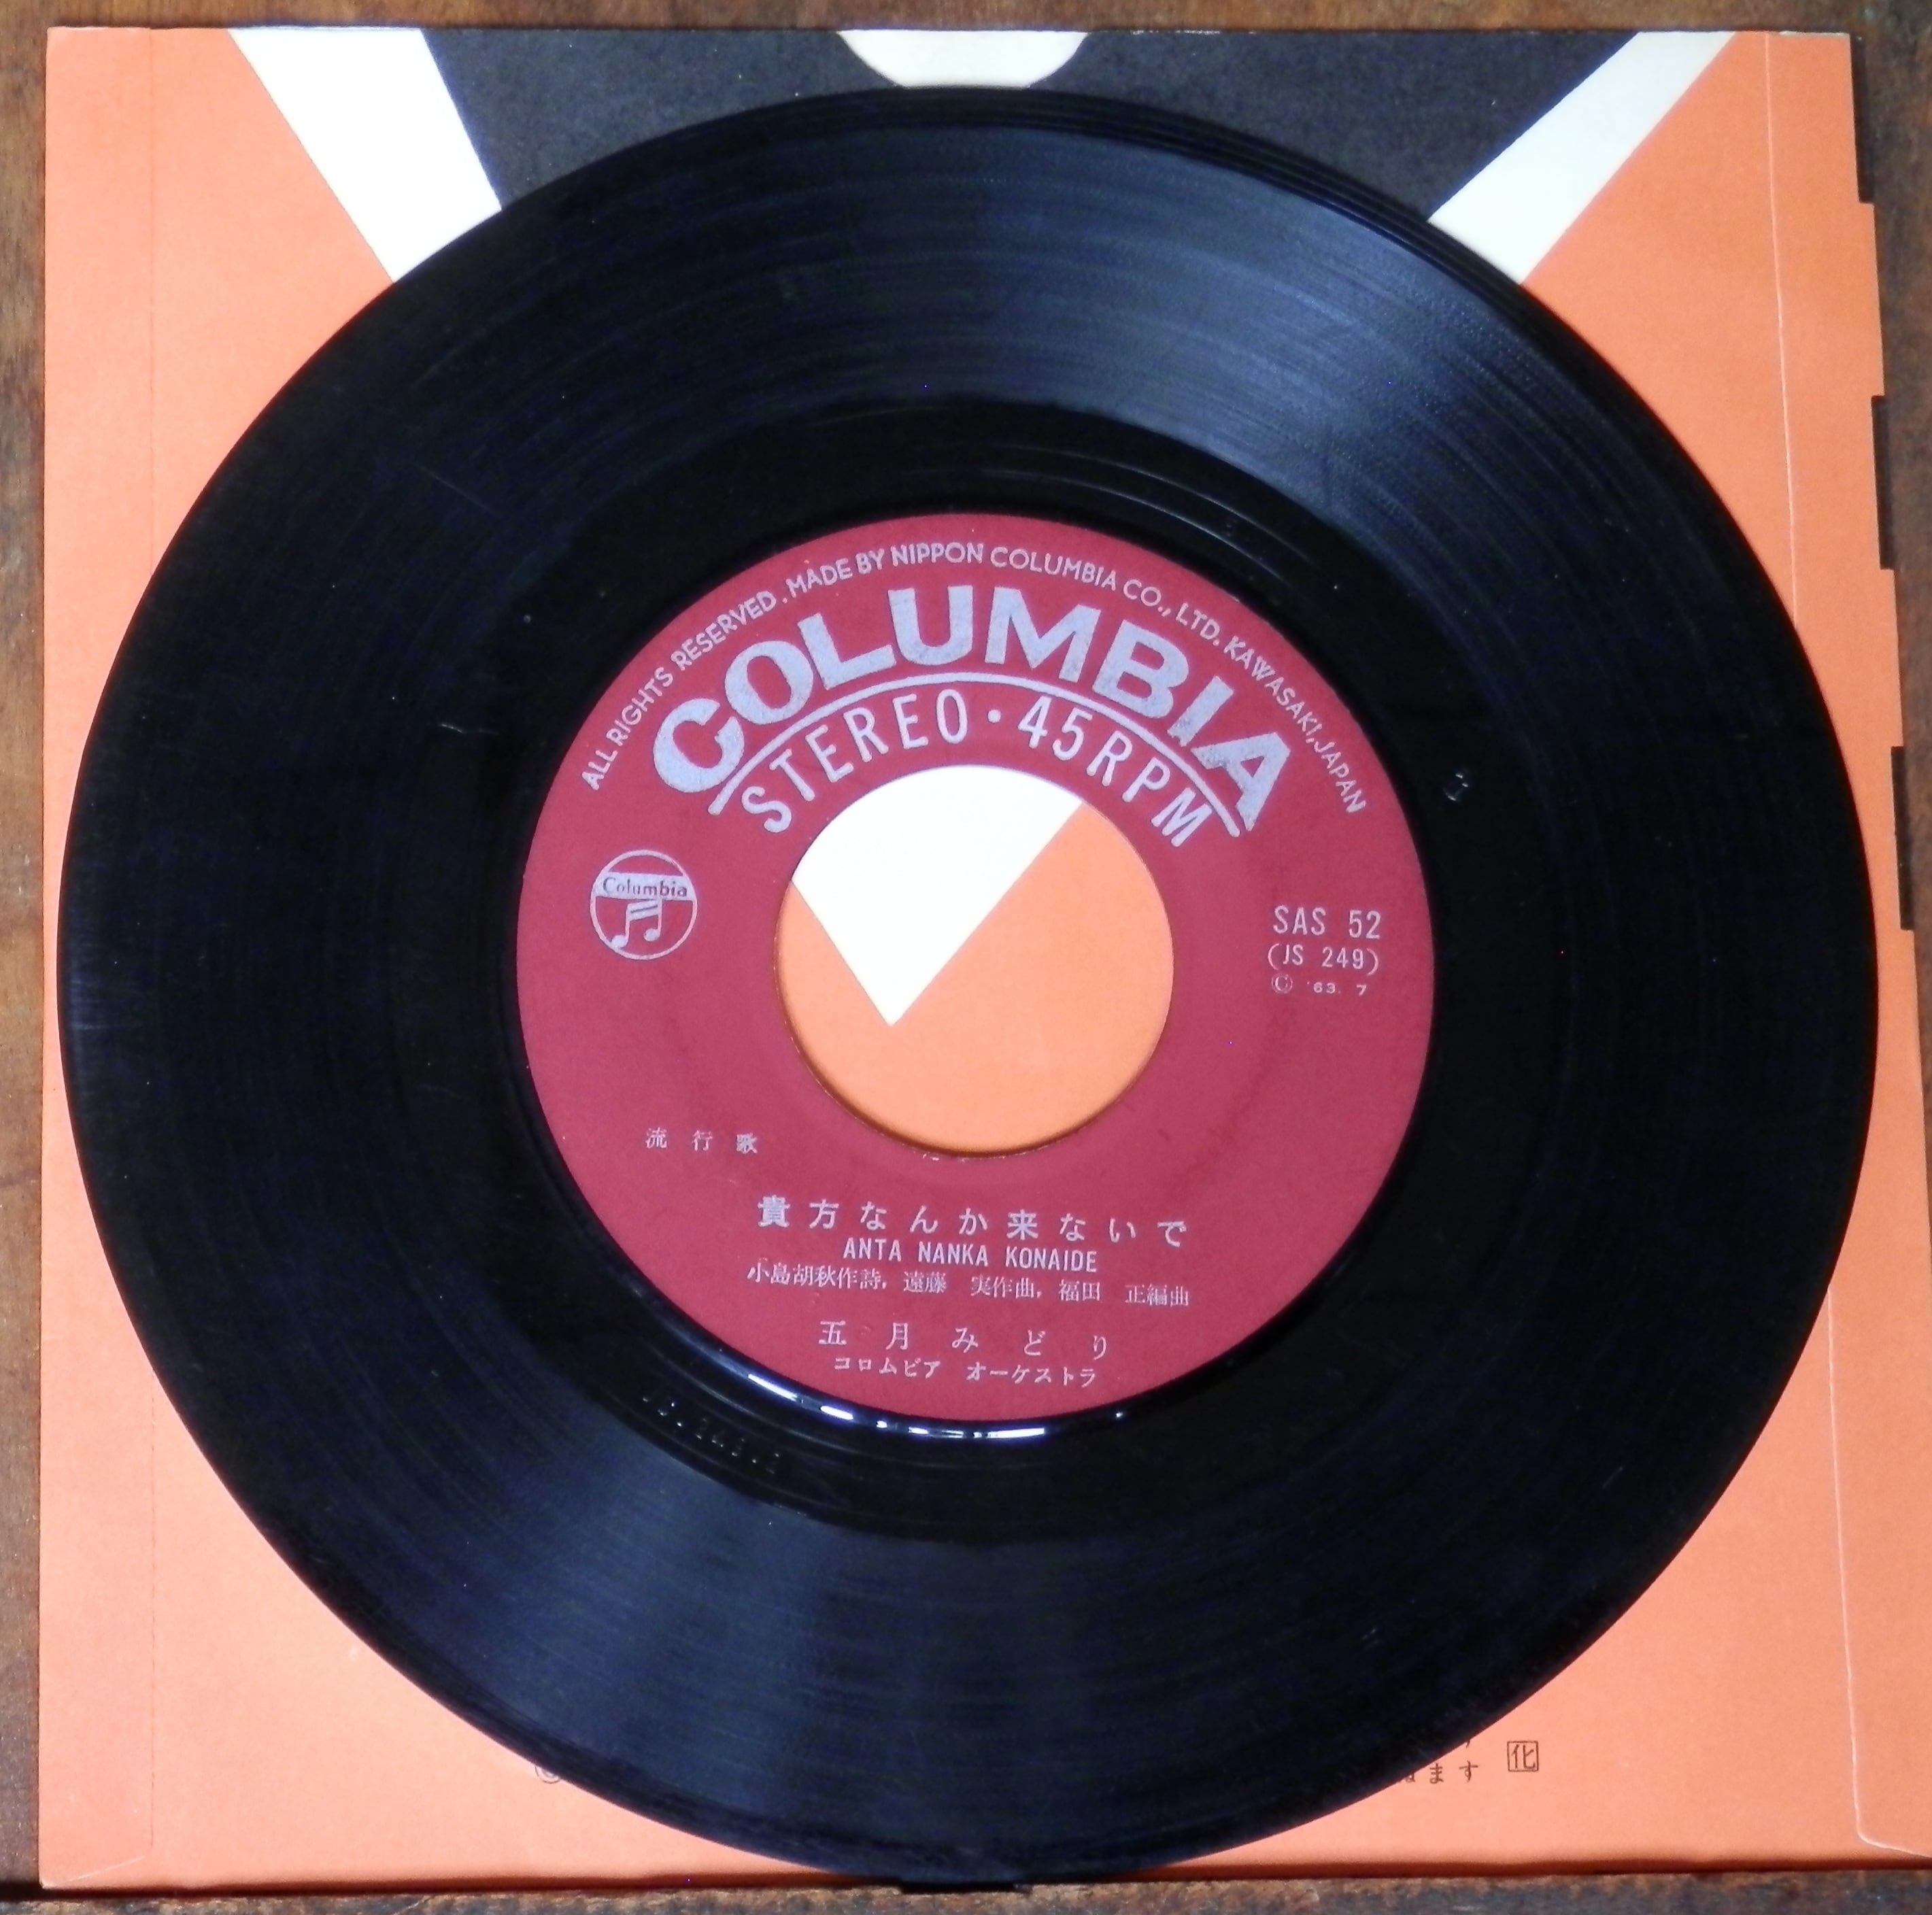 ALL RIGHTS RESERVED. MADE BY NIPPON COLUMBIA CO., LTD. KAWASAKI, JAPAN
COLUMBIA
STEREO・45RPM
Columbia
SAS 52
(JS 249)
© '63. 7
流行歌
貴方なんか来ないで
ANTA NANKA KONAIDE
小島胡秋作詩, 遠藤 実作曲, 福田 正編曲
五月みどり
コロムビア オーケストラ
ます
化